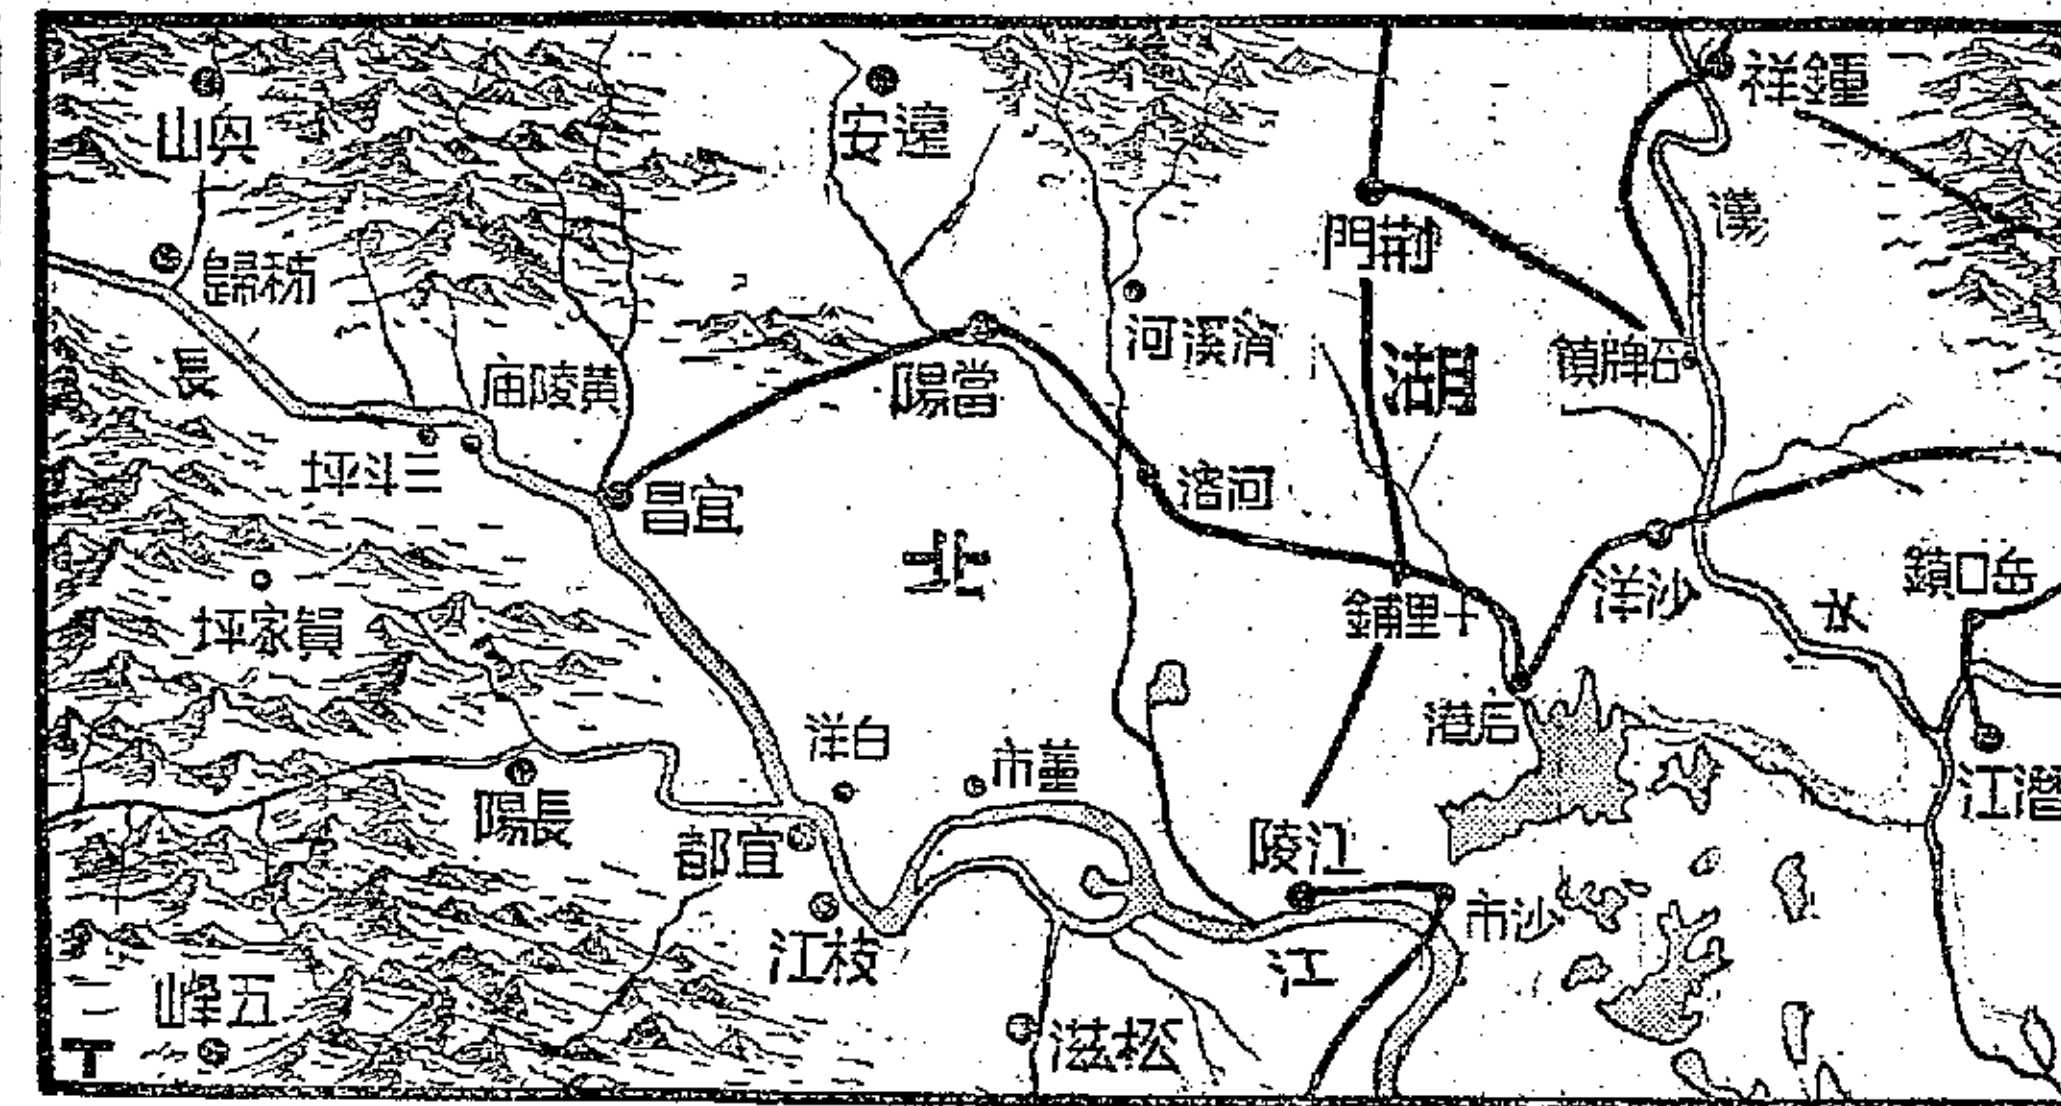 鍾祥
遠安
興山
漢
荊門
秭歸
淯溪河
石牌鎮
湖
長
黄陵庙
當陽
三斗坪
河溶
宜昌
北
岳口鎮
沙洋
水
十里鋪
賀家坪
后港
白洋
董市
潛江
長陽
宜都
江陵
沙市
枝江
江
五峰
松滋